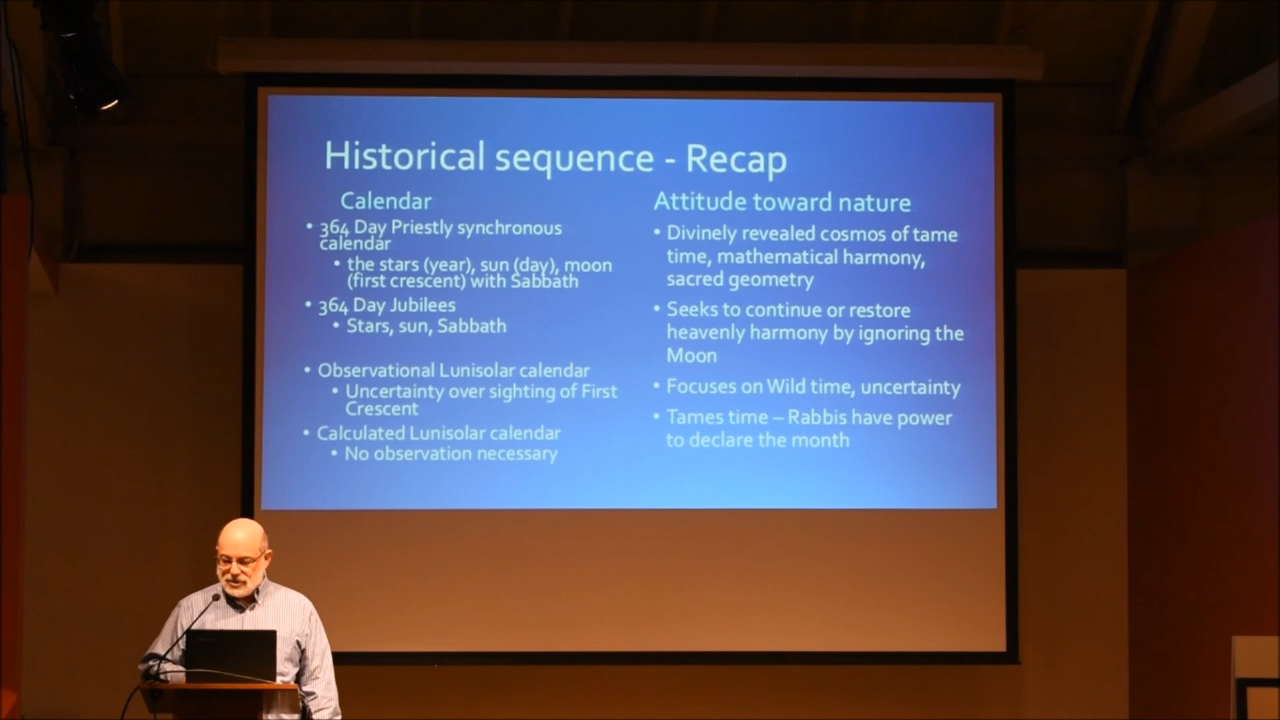 Historical sequence - Recap
Calendar
• 364 Day Priestly synchronous
calendar
• the stars (year), sun (day), moon
(first crescent) with Sabbath
• 364 Day Jubilees
• Stars, sun, Sabbath
• Observational Lunisolar calendar
• Uncertainty over sighting of First
Crescent
• Calculated Lunisolar calendar
• No observation necessary
Attitude toward nature
• Divinely revealed cosmos of tame
time, mathematical harmony,
sacred geometry
• Seeks to continue or restore
heavenly harmony by ignoring the
Moon
• Focuses on Wild time, uncertainty
• Tames time – Rabbis have power
to declare the month